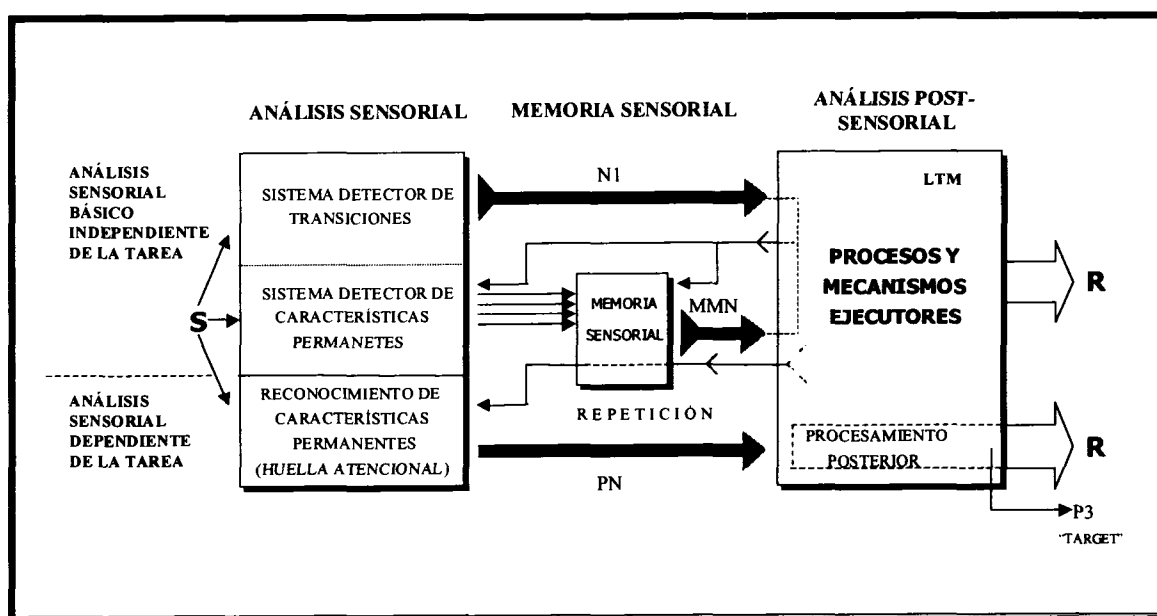 ANÁLISIS SENSORIAL
MEMORIA SENSORIAL
ANÁLISIS POST-
SENSORIAL
ANÁLISIS
SENSORIAL
BÁSICO
INDEPENDIENTE
DE LA TAREA
SISTEMA DETECTOR DE
TRANSICIONES
N1
LTM
PROCESOS Y
MECANISMOS
EJECUTORES
R
S
SISTEMA DETECTOR DE
CARACTERÍSTICAS
PERMANETES
MEMORIA
SENSORIAL
MMN
ANÁLISIS
SENSORIAL
DEPENDIENTE
DE LA TAREA
RECONOCIMIENTO DE
CARACTERÍSTICAS
PERMANENTES
(HUELLA ATENCIONAL)
REPETICIÓN
PN
PROCESAMIENTO
POSTERIOR
R
P3
"TARGET"